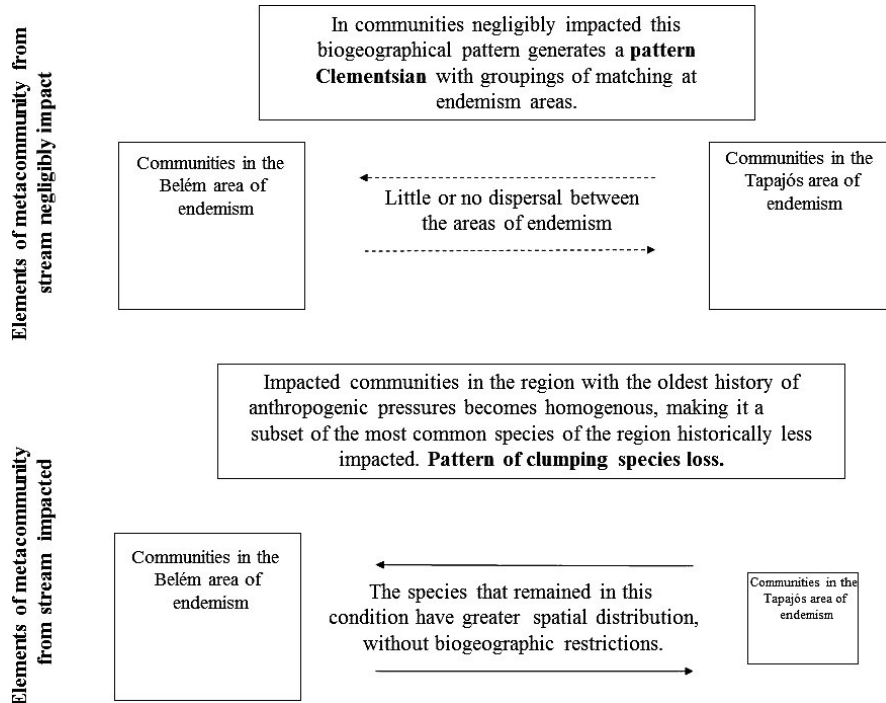 Elements of metacommunity from
stream negligibly impact
In communities negligibly impacted this
biogeographical pattern generates a pattern
Clementsian with groupings of matching at
endemism areas.
Communities in the
Belém area of
endemism
Little or no dispersal between
the areas of endemism
Communities in the
Tapajós area of
endemism
Elements of metacommunity
from stream impacted
Impacted communities in the region with the oldest history of
anthropogenic pressures becomes homogenous, making it a
subset of the most common species of the region historically less
impacted. Pattern of clumping species loss.
Communities in the
Belém area of
endemism
The species that remained in this
condition have greater spatial distribution,
without biogeographic restrictions.
Communities in the
Tapajós area of
endemism